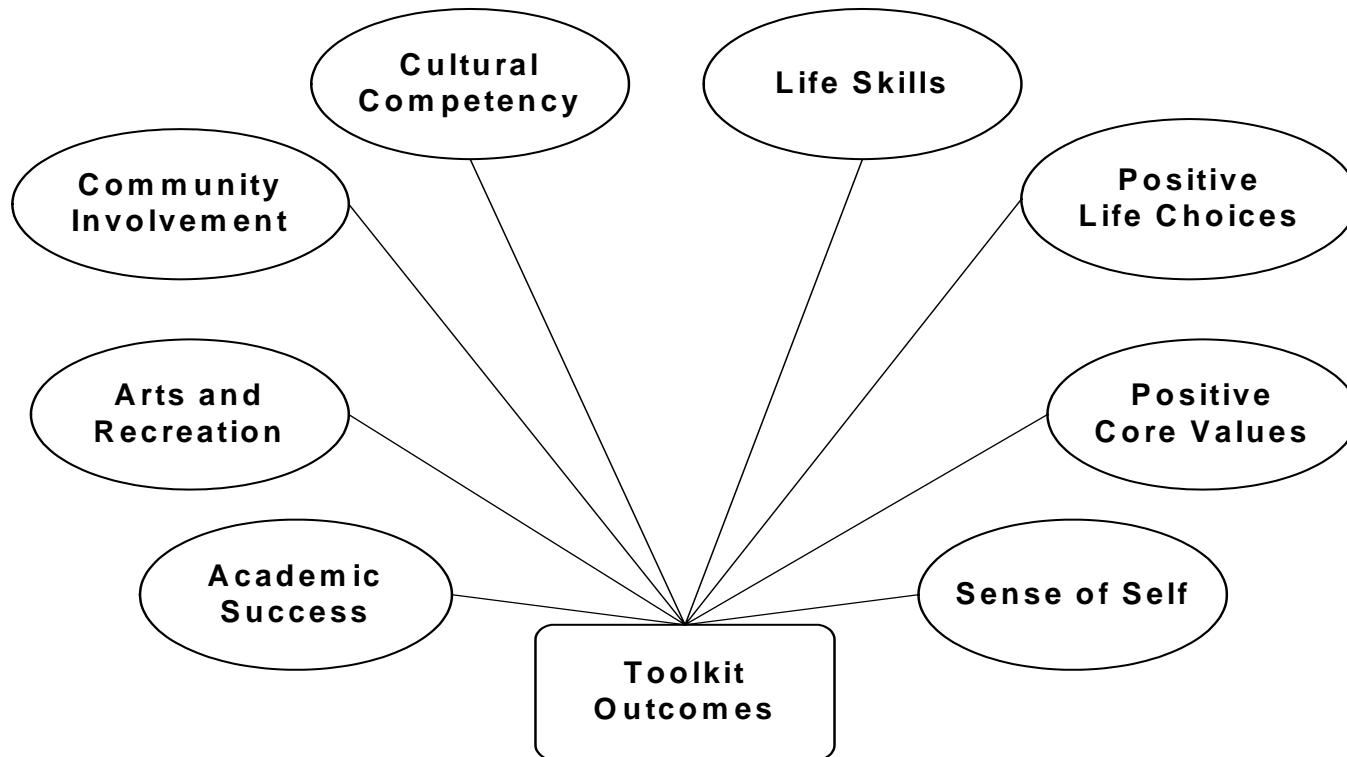 Cultural
Competency
Life Skills
Community
Involvement
Positive
Life Choices
Arts and
Recreation
Positive
Core Values
Academic
Success
Sense of Self
Toolkit
Outcomes